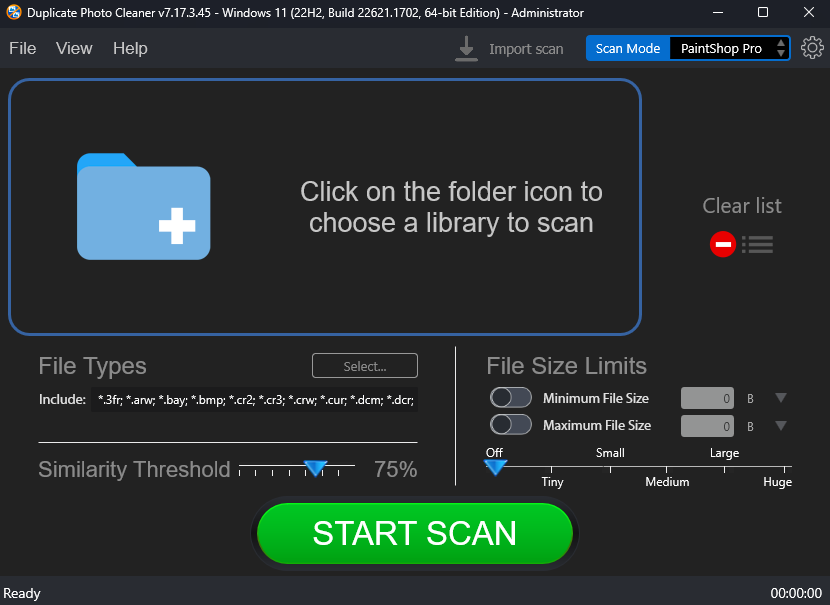 Duplicate Photo Cleaner v7.17.3.45 - Windows 11 (22H2, Build 22621.1702, 64-bit Edition) - Administrator
File View Help Import scan Scan Mode PaintShop Pro
Click on the folder icon to
choose a library to scan
Clear list
File Types Select...
Include: *.3fr; *.arw; *.bay; *.bmp; *.cr2; *.cr3; *.crw; *.cur; *.dcm; *.dcr;
Similarity Threshold 75%
File Size Limits
Minimum File Size 0 B
Maximum File Size 0 B
Off Small Large
Tiny Medium Huge
START SCAN
Ready 00:00:00